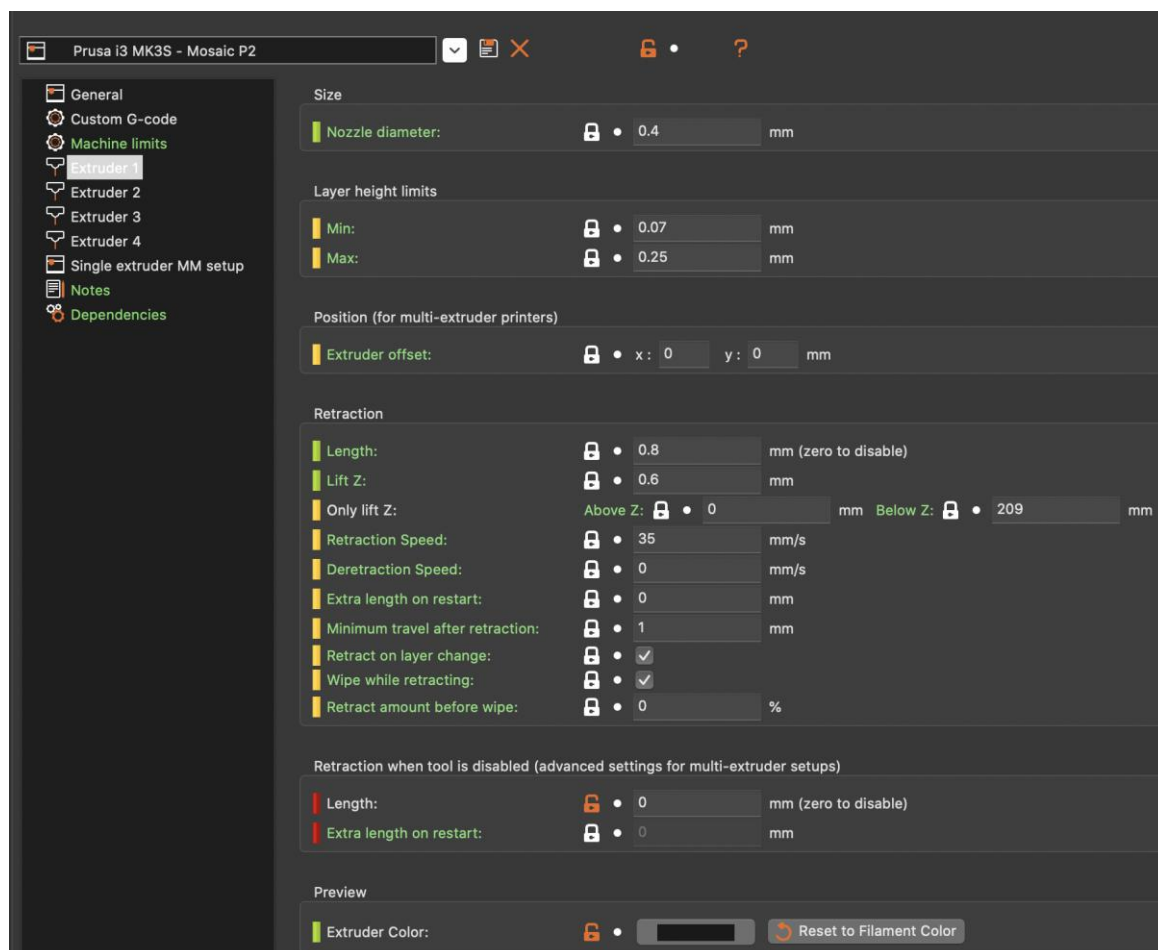 Prusa i3 MK3S - Mosaic P2 ?
General
Custom G-code
Machine limits
Extruder 1
Extruder 2
Extruder 3
Extruder 4
Single extruder MM setup
Notes
Dependencies
Size
Nozzle diameter: 0.4 mm
Layer height limits
Min: 0.07 mm
Max: 0.25 mm
Position (for multi-extruder printers)
Extruder offset: x : 0 y : 0 mm
Retraction
Length: 0.8 mm (zero to disable)
Lift Z: 0.6 mm
Only lift Z: Above Z: 0 mm Below Z: 209 mm
Retraction Speed: 35 mm/s
Deretraction Speed: 0 mm/s
Extra length on restart: 0 mm
Minimum travel after retraction: 1 mm
Retract on layer change:
Wipe while retracting:
Retract amount before wipe: 0 %
Retraction when tool is disabled (advanced settings for multi-extruder setups)
Length: 0 mm (zero to disable)
Extra length on restart: 0 mm
Preview
Extruder Color: Reset to Filament Color